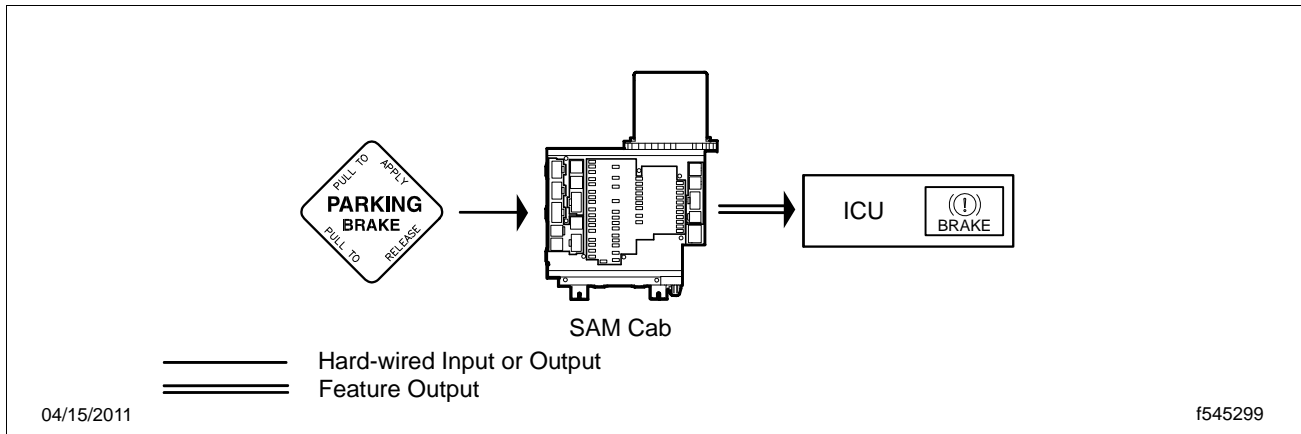 PULL TO APPLY
PARKING
BRAKE
PULL TO RELEASE
SAM Cab
ICU
(!)
BRAKE
Hard-wired Input or Output
Feature Output
04/15/2011
f545299